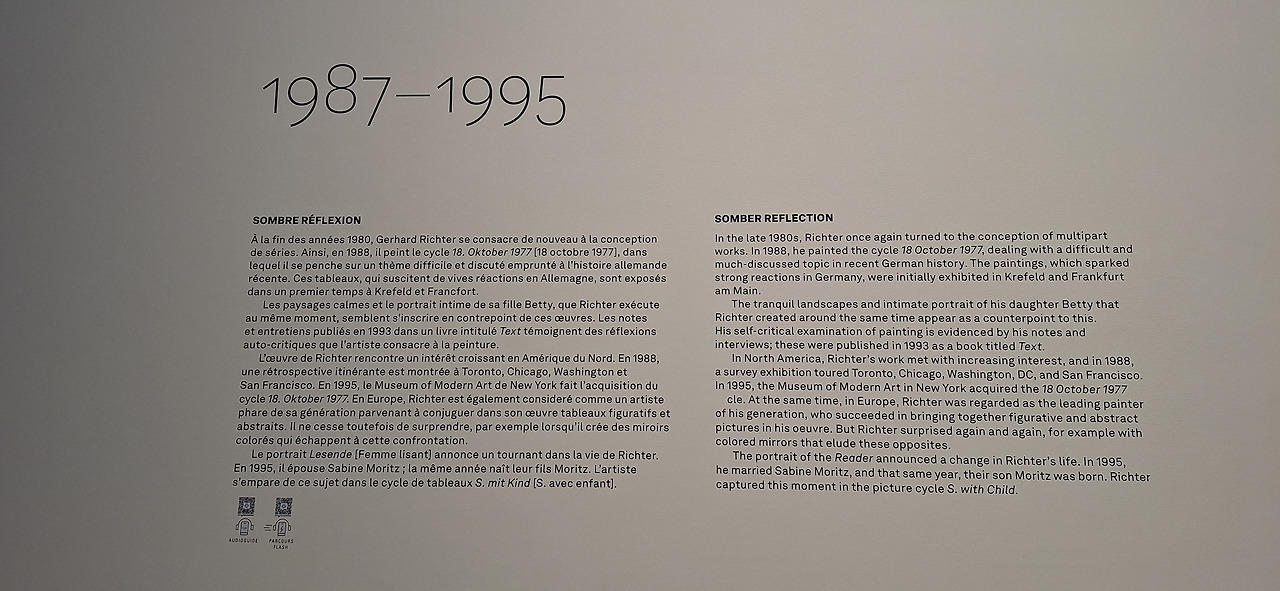 1987–1995
SOMBRE RÉFLEXION
À la fin des années 1980, Gerhard Richter se consacre de nouveau à la conception
de séries. Ainsi, en 1988, il peint le cycle 18. Oktober 1977 [18 octobre 1977], dans
lequel il se penche sur un thème difficile et discuté emprunté à l'histoire allemande
récente. Ces tableaux, qui suscitent de vives réactions en Allemagne, sont exposés
dans un premier temps à Krefeld et Francfort.
Les paysages calmes et le portrait intime de sa fille Betty, que Richter exécute
au même moment, semblent s'inscrire en contrepoint de ces œuvres. Les notes
et entretiens publiés en 1993 dans un livre intitulé Text témoignent des réflexions
auto-critiques que l'artiste consacre à la peinture.
L'œuvre de Richter rencontre un intérêt croissant en Amérique du Nord. En 1988,
une rétrospective itinérante est montrée à Toronto, Chicago, Washington et
San Francisco. En 1995, le Museum of Modern Art de New York fait l'acquisition du
cycle 18. Oktober 1977. En Europe, Richter est également considéré comme un artiste
phare de sa génération parvenant à conjuguer dans son œuvre tableaux figuratifs et
abstraits. Il ne cesse toutefois de surprendre, par exemple lorsqu'il crée des miroirs
colorés qui échappent à cette confrontation.
Le portrait Lesende [Femme lisant] annonce un tournant dans la vie de Richter.
En 1995, il épouse Sabine Moritz ; la même année naît leur fils Moritz. L'artiste
s'empare de ce sujet dans le cycle de tableaux S. mit Kind [S. avec enfant].
AUDIOGUIDE
PARCOURS
FLASH
SOMBER REFLECTION
In the late 1980s, Richter once again turned to the conception of multipart
works. In 1988, he painted the cycle 18 October 1977, dealing with a difficult and
much-discussed topic in recent German history. The paintings, which sparked
strong reactions in Germany, were initially exhibited in Krefeld and Frankfurt
am Main.
The tranquil landscapes and intimate portrait of his daughter Betty that
Richter created around the same time appear as a counterpoint to this.
His self-critical examination of painting is evidenced by his notes and
interviews; these were published in 1993 as a book titled Text.
In North America, Richter's work met with increasing interest, and in 1988,
a survey exhibition toured Toronto, Chicago, Washington, DC, and San Francisco.
In 1995, the Museum of Modern Art in New York acquired the 18 October 1977
cle. At the same time, in Europe, Richter was regarded as the leading painter
of his generation, who succeeded in bringing together figurative and abstract
pictures in his oeuvre. But Richter surprised again and again, for example with
colored mirrors that elude these opposites.
The portrait of the Reader announced a change in Richter's life. In 1995,
he married Sabine Moritz, and that same year, their son Moritz was born. Richter
captured this moment in the picture cycle S. with Child.